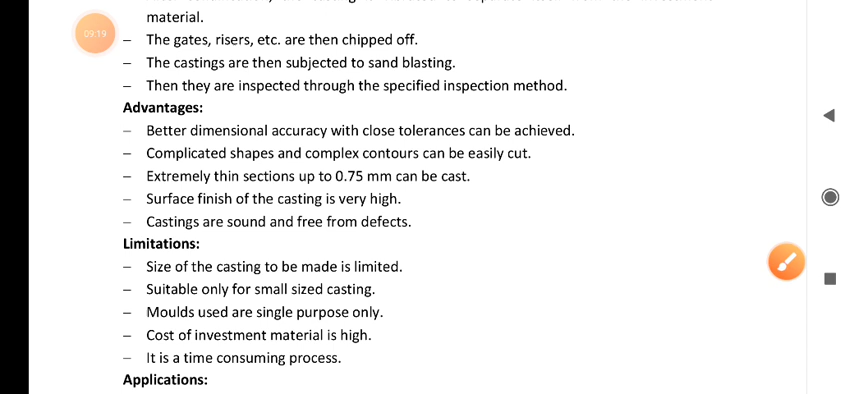 material.
09:19
– The gates, risers, etc. are then chipped off.
– The castings are then subjected to sand blasting.
– Then they are inspected through the specified inspection method.
Advantages:
– Better dimensional accuracy with close tolerances can be achieved.
– Complicated shapes and complex contours can be easily cut.
– Extremely thin sections up to 0.75 mm can be cast.
– Surface finish of the casting is very high.
– Castings are sound and free from defects.
Limitations:
– Size of the casting to be made is limited.
– Suitable only for small sized casting.
– Moulds used are single purpose only.
– Cost of investment material is high.
– It is a time consuming process.
Applications: